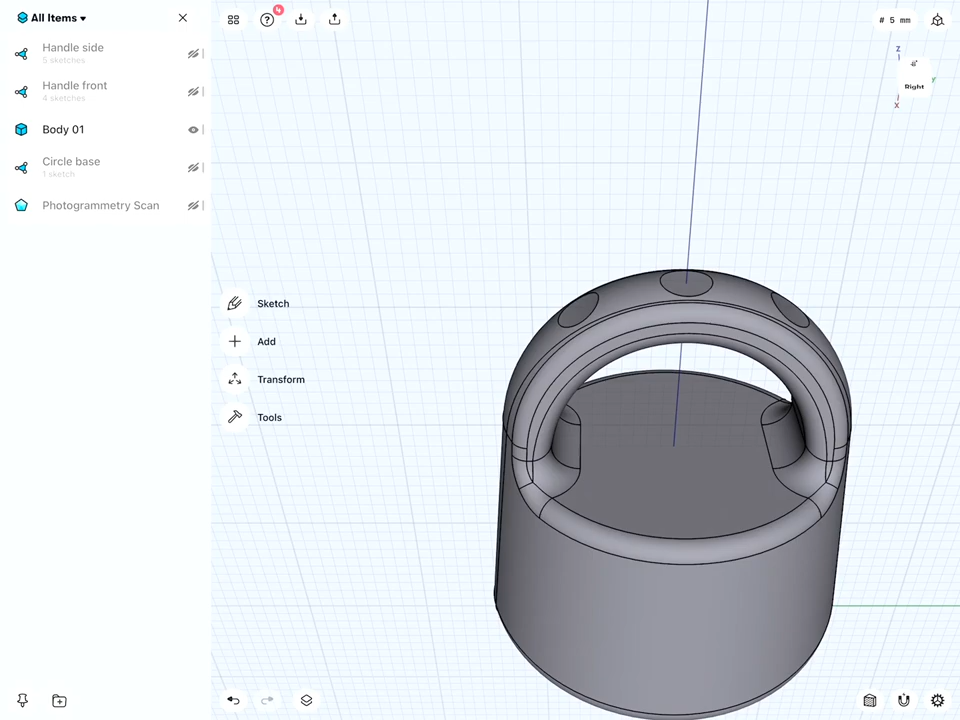 All Items
4
# 5 mm
Handle side
5 sketches
Handle front
4 sketches
Body 01
Circle base
1 sketch
Photogrammetry Scan
Z
Y
Right
X
Sketch
Add
Transform
Tools